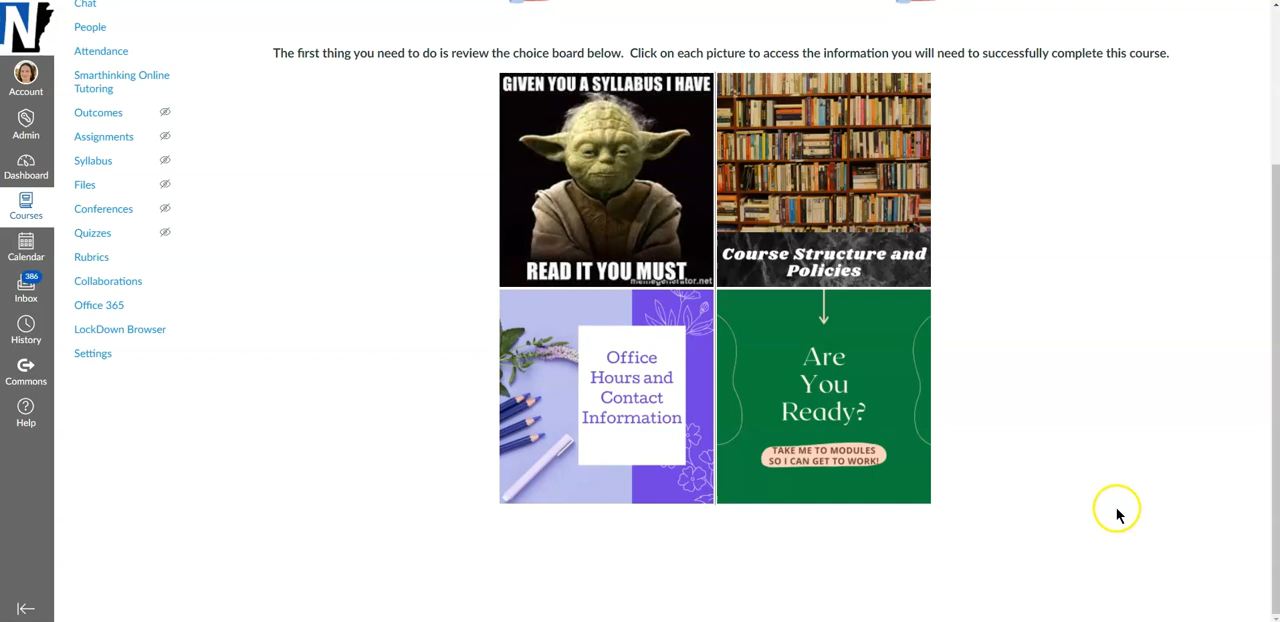 Chat
People
Attendance
Smarthinking Online
Tutoring
Outcomes
Assignments
Syllabus
Files
Conferences
Quizzes
Rubrics
Collaborations
Office 365
LockDown Browser
Settings
N
Account
Admin
Dashboard
Courses
Calendar
386
Inbox
History
Commons
Help
The first thing you need to do is review the choice board below.  Click on each picture to access the information you will need to successfully complete this course.
GIVEN YOU A SYLLABUS I HAVE
READ IT YOU MUST
memegenerator.net
Course Structure and
Policies
Office
Hours and
Contact
Information
Are
You
Ready?
TAKE ME TO MODULES
SO I CAN GET TO WORK!